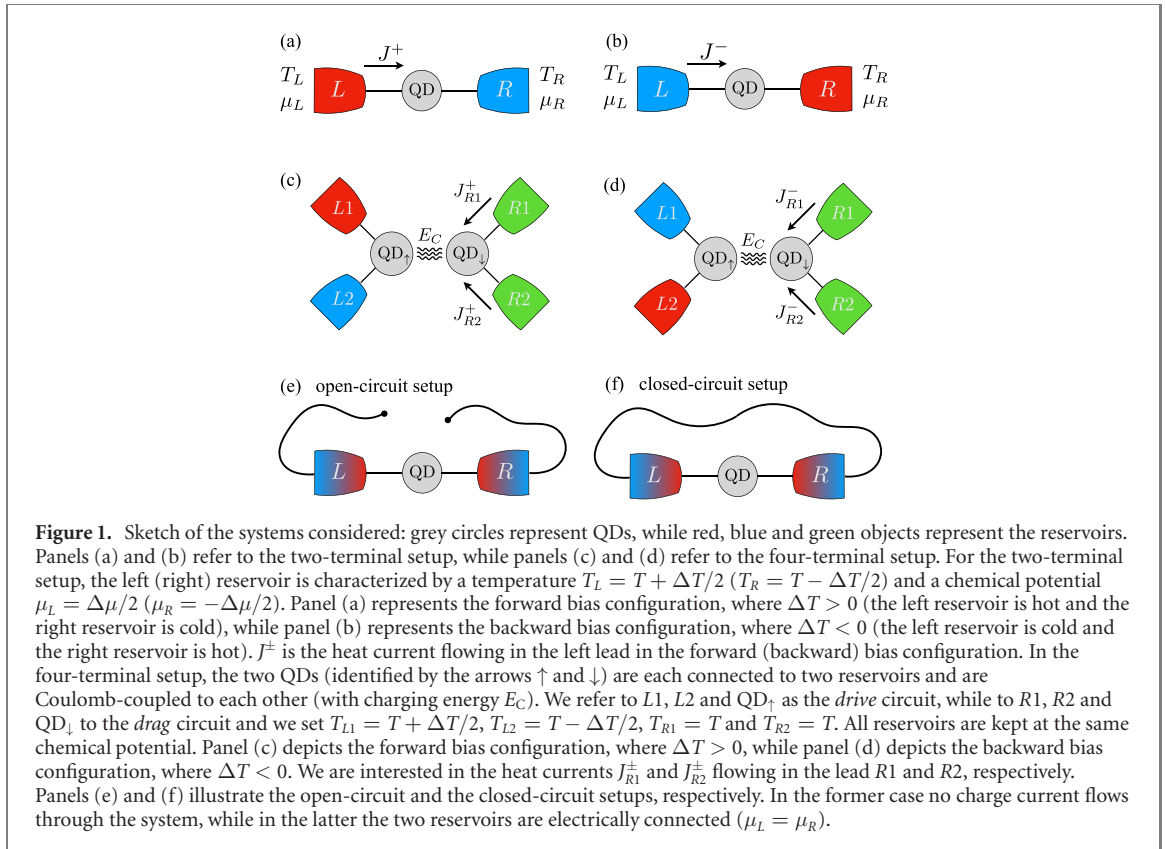 (a)
J⁺
T_L
μ_L
L
QD
R
T_R
μ_R
(b)
J⁻
T_L
μ_L
L
QD
R
T_R
μ_R
(c)
L1
L2
QD↑
E_C
QD↓
J⁺_{R1}
J⁺_{R2}
R1
R2
(d)
L1
L2
QD↑
E_C
QD↓
J⁻_{R1}
J⁻_{R2}
R1
R2
(e) open-circuit setup
L
QD
R
(f) closed-circuit setup
L
QD
R
Figure 1. Sketch of the systems considered: grey circles represent QDs, while red, blue and green objects represent the reservoirs.
Panels (a) and (b) refer to the two-terminal setup, while panels (c) and (d) refer to the four-terminal setup. For the two-terminal
setup, the left (right) reservoir is characterized by a temperature T_L = T + ΔT/2 (T_R = T − ΔT/2) and a chemical potential
μ_L = Δμ/2 (μ_R = −Δμ/2). Panel (a) represents the forward bias configuration, where ΔT > 0 (the left reservoir is hot and the
right reservoir is cold), while panel (b) represents the backward bias configuration, where ΔT < 0 (the left reservoir is cold and
the right reservoir is hot). J^± is the heat current flowing in the left lead in the forward (backward) bias configuration. In the
four-terminal setup, the two QDs (identified by the arrows ↑ and ↓) are each connected to two reservoirs and are
Coulomb-coupled to each other (with charging energy E_C). We refer to L1, L2 and QD↑ as the drive circuit, while to R1, R2 and
QD↓ to the drag circuit and we set T_{L1} = T + ΔT/2, T_{L2} = T − ΔT/2, T_{R1} = T and T_{R2} = T. All reservoirs are kept at the same
chemical potential. Panel (c) depicts the forward bias configuration, where ΔT > 0, while panel (d) depicts the backward bias
configuration, where ΔT < 0. We are interested in the heat currents J^±_{R1} and J^±_{R2} flowing in the lead R1 and R2, respectively.
Panels (e) and (f) illustrate the open-circuit and the closed-circuit setups, respectively. In the former case no charge current flows
through the system, while in the latter the two reservoirs are electrically connected (μ_L = μ_R).